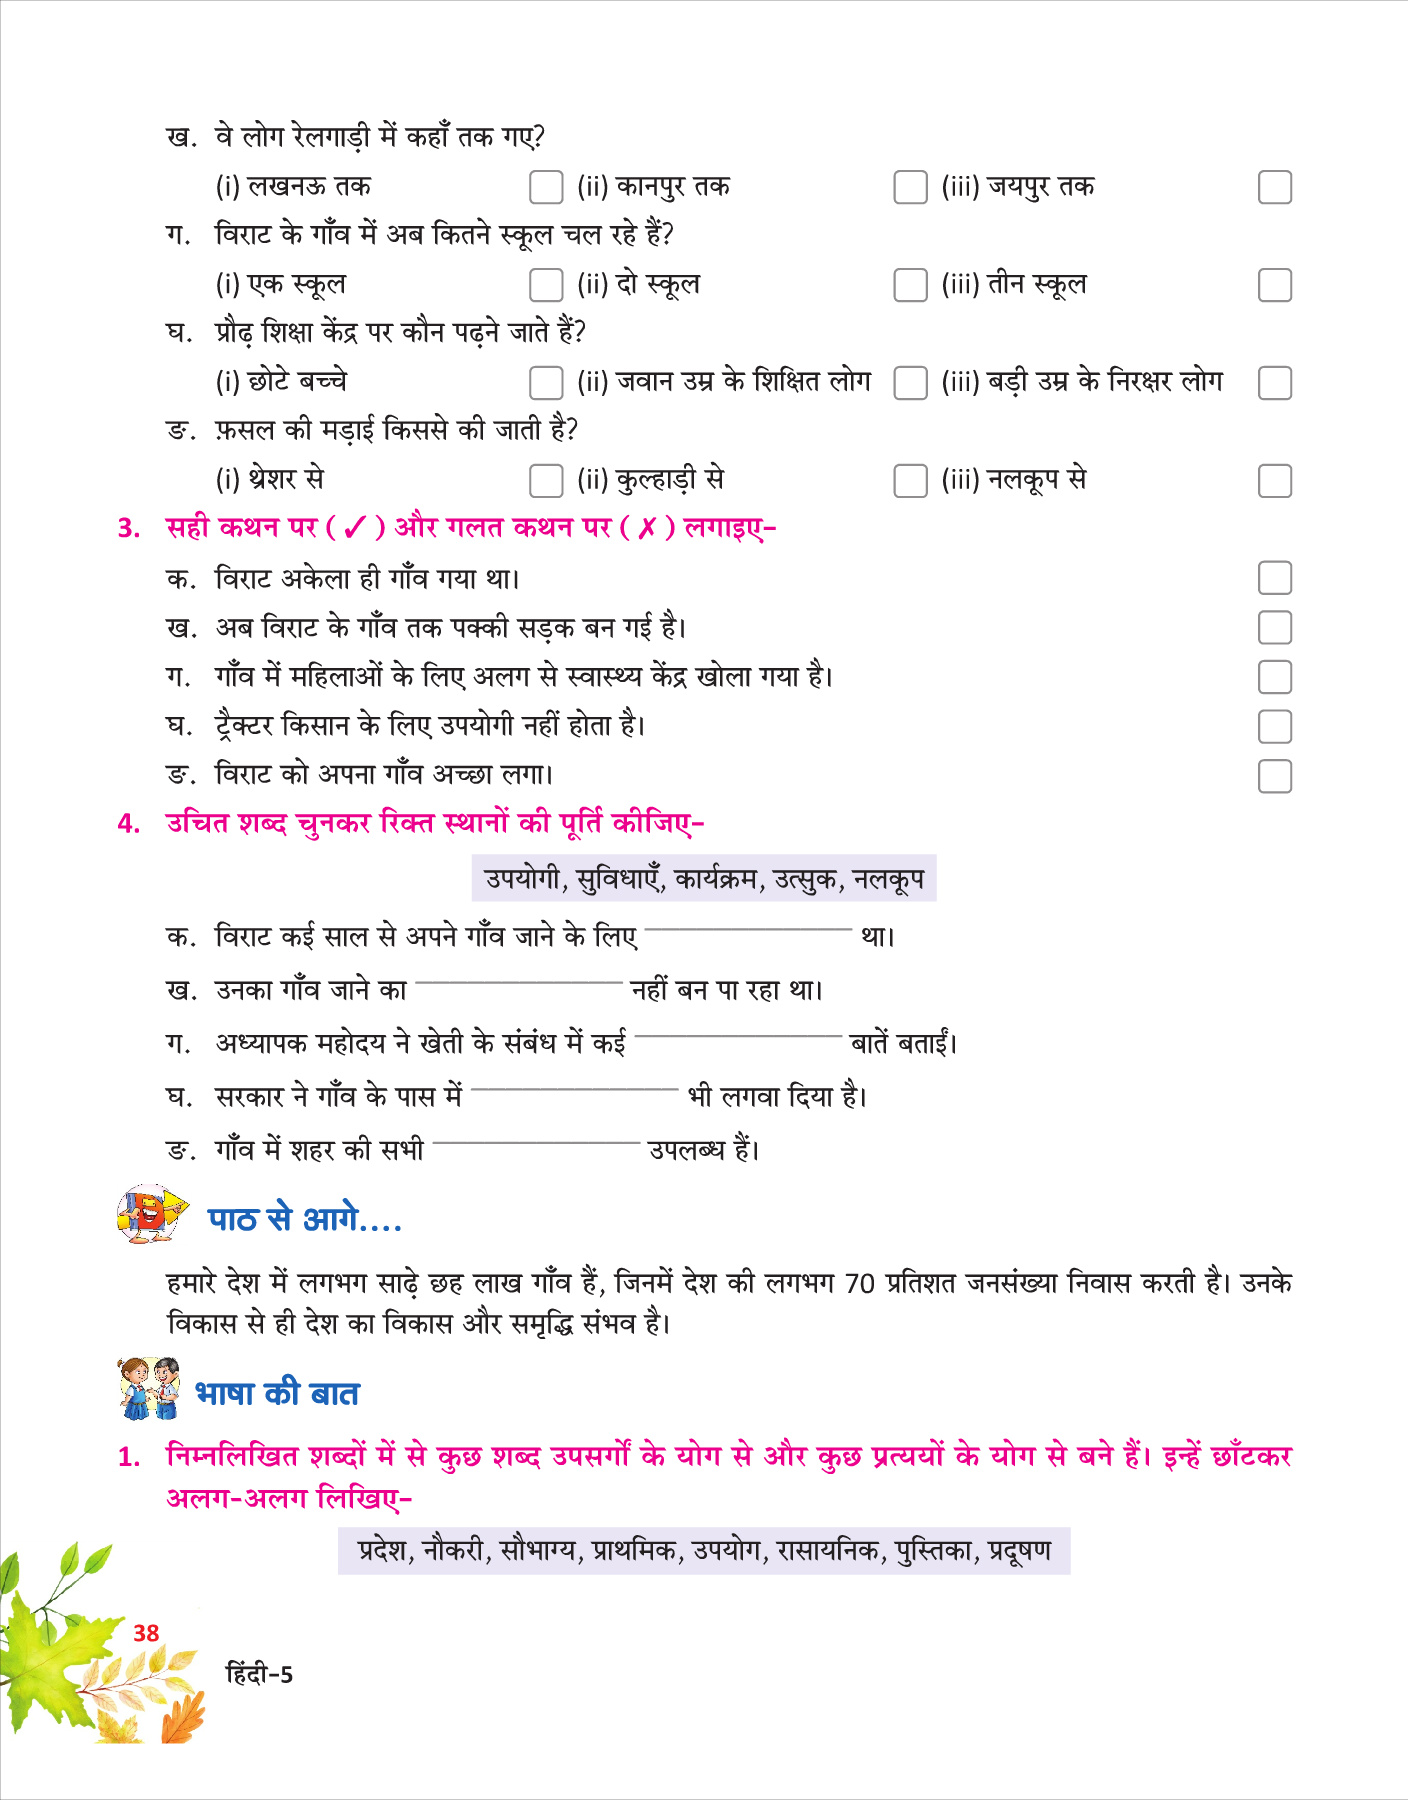 ख. वे लोग रेलगाड़ी में कहाँ तक गए?
(i) लखनऊ तक (ii) कानपुर तक (iii) जयपुर तक
ग. विराट के गाँव में अब कितने स्कूल चल रहे हैं?
(i) एक स्कूल (ii) दो स्कूल (iii) तीन स्कूल
घ. प्रौढ़ शिक्षा केंद्र पर कौन पढ़ने जाते हैं?
(i) छोटे बच्चे (ii) जवान उम्र के शिक्षित लोग (iii) बड़ी उम्र के निरक्षर लोग
ङ. फ़सल की मड़ाई किससे की जाती है?
(i) थ्रेशर से (ii) कुल्हाड़ी से (iii) नलकूप से
3. सही कथन पर (✓) और गलत कथन पर (✗) लगाइए–
क. विराट अकेला ही गाँव गया था।
ख. अब विराट के गाँव तक पक्की सड़क बन गई है।
ग. गाँव में महिलाओं के लिए अलग से स्वास्थ्य केंद्र खोला गया है।
घ. ट्रैक्टर किसान के लिए उपयोगी नहीं होता है।
ङ. विराट को अपना गाँव अच्छा लगा।
4. उचित शब्द चुनकर रिक्त स्थानों की पूर्ति कीजिए–
उपयोगी, सुविधाएँ, कार्यक्रम, उत्सुक, नलकूप
क. विराट कई साल से अपने गाँव जाने के लिए ____________ था।
ख. उनका गाँव जाने का ____________ नहीं बन पा रहा था।
ग. अध्यापक महोदय ने खेती के संबंध में कई ____________ बातें बताईं।
घ. सरकार ने गाँव के पास में ____________ भी लगवा दिया है।
ङ. गाँव में शहर की सभी ____________ उपलब्ध हैं।
पाठ से आगे....
हमारे देश में लगभग साढ़े छह लाख गाँव हैं, जिनमें देश की लगभग 70 प्रतिशत जनसंख्या निवास करती है। उनके
विकास से ही देश का विकास और समृद्धि संभव है।
भाषा की बात
1. निम्नलिखित शब्दों में से कुछ शब्द उपसर्गों के योग से और कुछ प्रत्ययों के योग से बने हैं। इन्हें छाँटकर
अलग-अलग लिखिए–
प्रदेश, नौकरी, सौभाग्य, प्राथमिक, उपयोग, रासायनिक, पुस्तिका, प्रदूषण
38
हिंदी–5